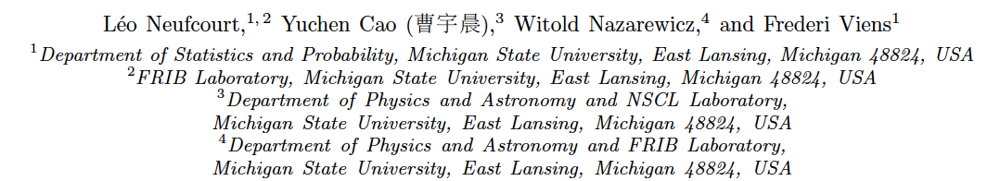 Léo Neufcourt,1, 2 Yuchen Cao (曹宇晨),3 Witold Nazarewicz,4 and Frederi Viens1
1Department of Statistics and Probability, Michigan State University, East Lansing, Michigan 48824, USA
2FRIB Laboratory, Michigan State University, East Lansing, Michigan 48824, USA
3Department of Physics and Astronomy and NSCL Laboratory,
Michigan State University, East Lansing, Michigan 48824, USA
4Department of Physics and Astronomy and FRIB Laboratory,
Michigan State University, East Lansing, Michigan 48824, USA